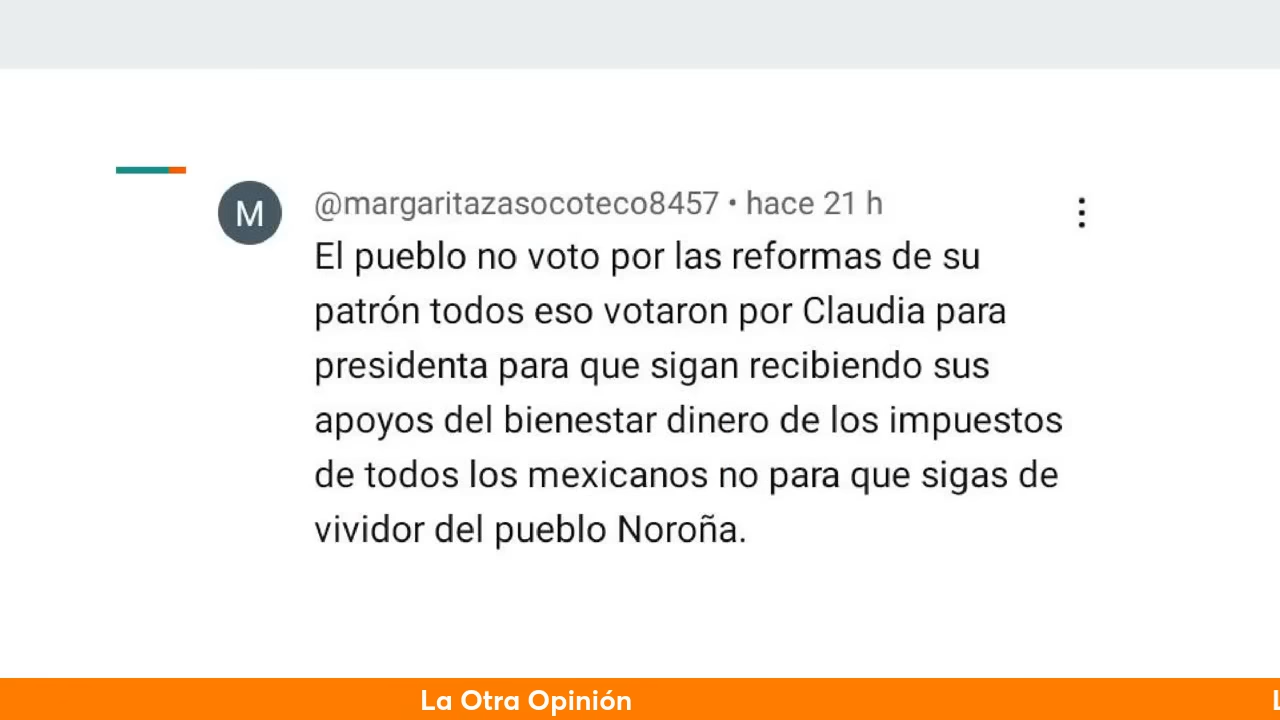 M
@margaritazasocoteco8457 • hace 21 h
El pueblo no voto por las reformas de su
patrón todos eso votaron por Claudia para
presidenta para que sigan recibiendo sus
apoyos del bienestar dinero de los impuestos
de todos los mexicanos no para que sigas de
vividor del pueblo Noroña.
La Otra Opinión